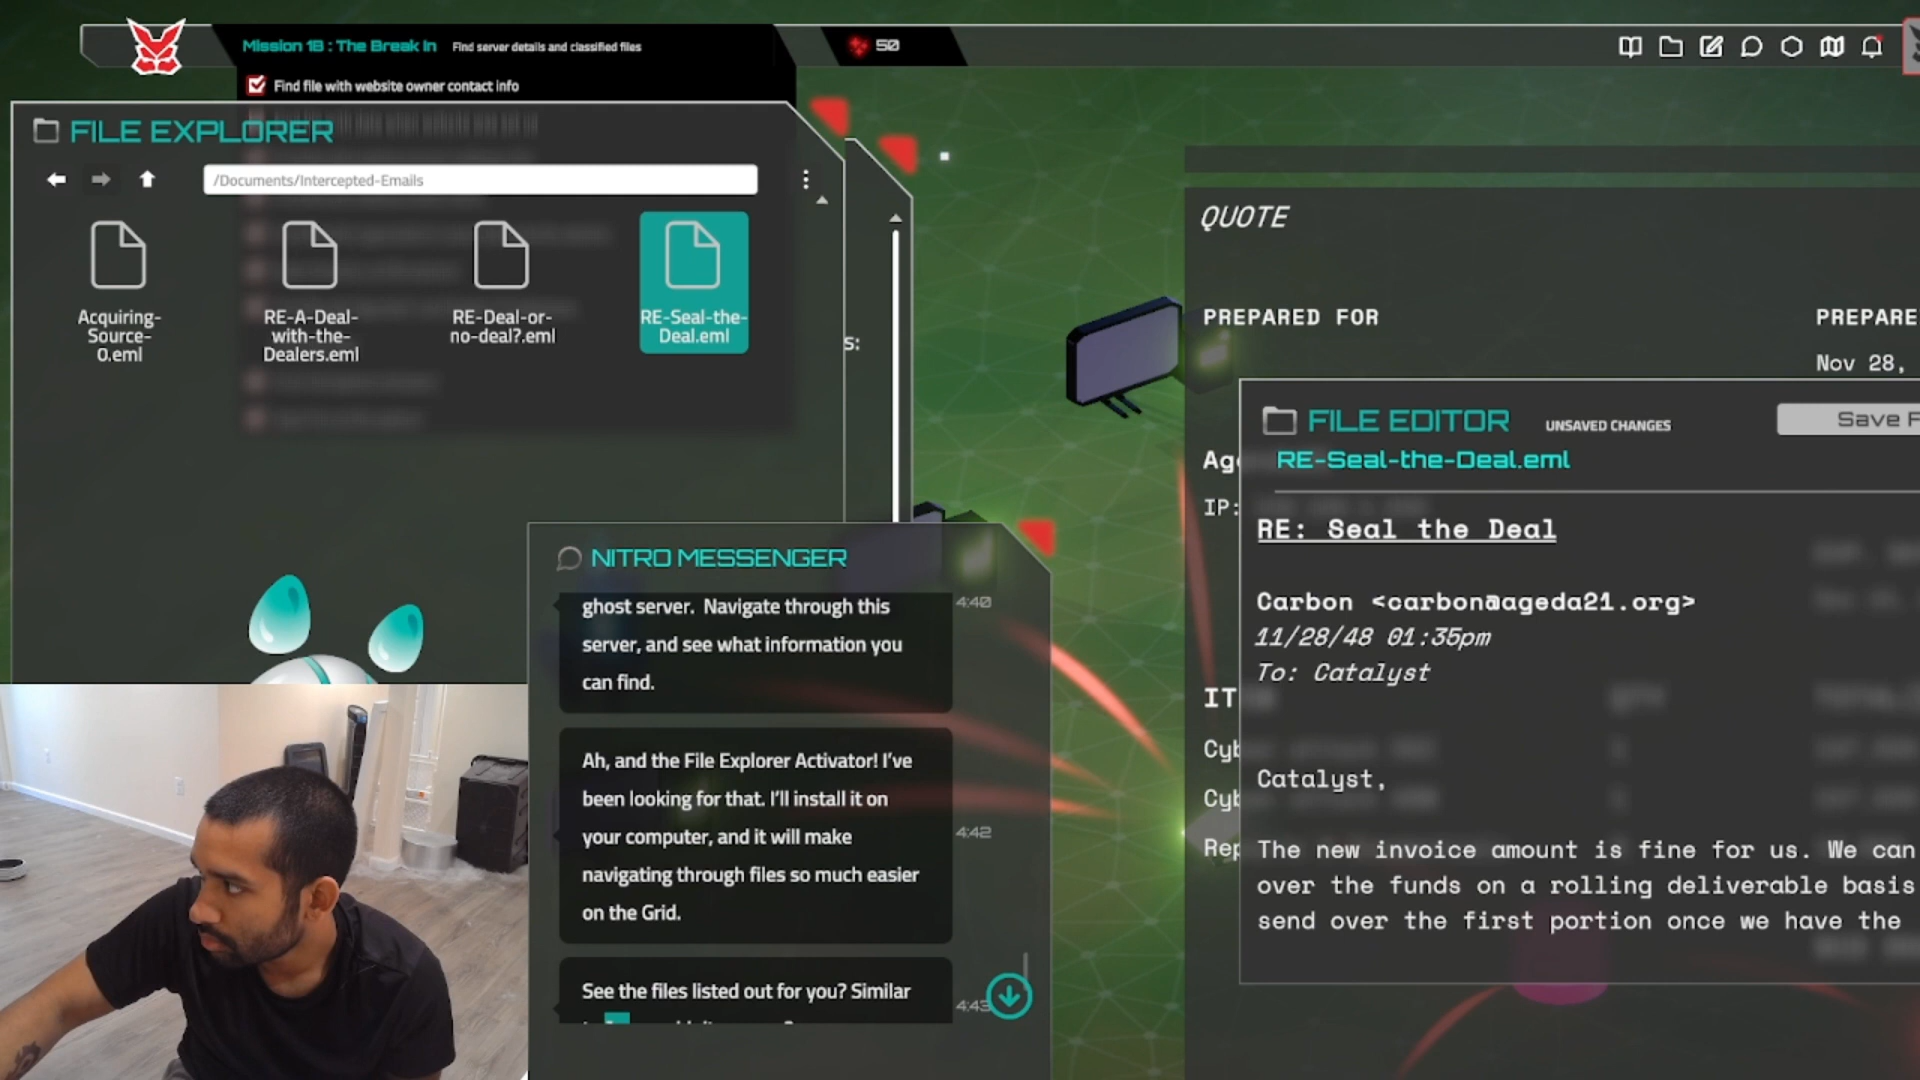 Mission 18 : The Break In Find server details and classified files
50
Find file with website owner contact info
FILE EXPLORER
/Documents/Intercepted-Emails
Acquiring-
Source-
0.eml
RE-A-Deal-
with-the-
Dealers.eml
RE-Deal-or-
no-deal?.eml
RE-Seal-the-
Deal.eml
s:
QUOTE
PREPARED FOR
PREPARE
Nov 28,
Age
IP:
IT
Cyb
Cyb
Rep
FILE EDITOR UNSAVED CHANGES
Save F
RE-Seal-the-Deal.eml
RE: Seal the Deal
Carbon <carbon@ageda21.org>
11/28/48 01:35pm
To: Catalyst
Catalyst,
The new invoice amount is fine for us. We can
over the funds on a rolling deliverable basis
send over the first portion once we have the
NITRO MESSENGER
ghost server. Navigate through this
server, and see what information you
can find.
4:40
Ah, and the File Explorer Activator! I've
been looking for that. I'll install it on
your computer, and it will make
navigating through files so much easier
on the Grid.
4:42
See the files listed out for you? Similar
4:43